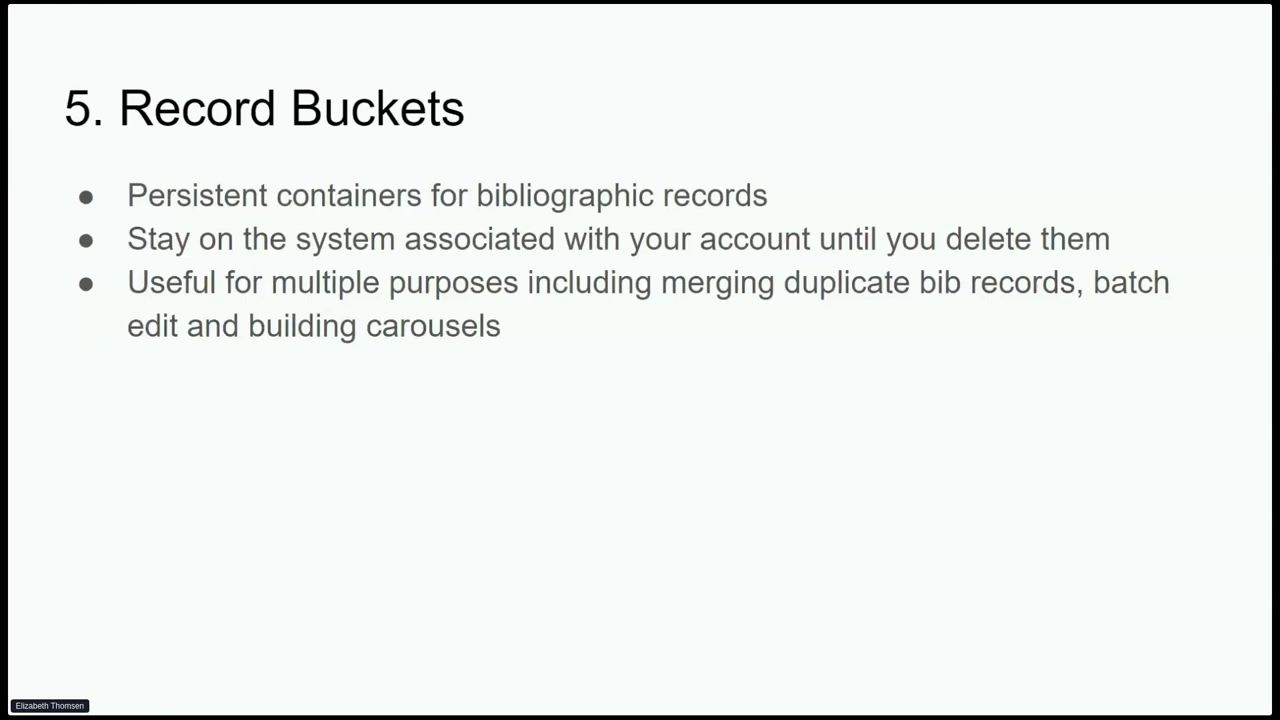 5. Record Buckets
● Persistent containers for bibliographic records
● Stay on the system associated with your account until you delete them
● Useful for multiple purposes including merging duplicate bib records, batch
edit and building carousels
Elizabeth Thomsen